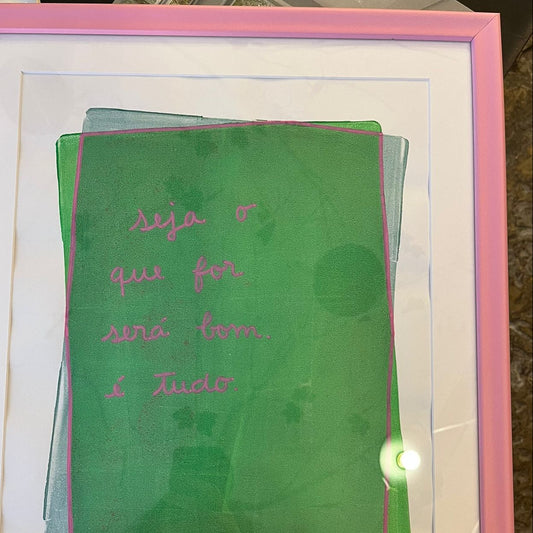 seja o
que for
será bom.
é tudo